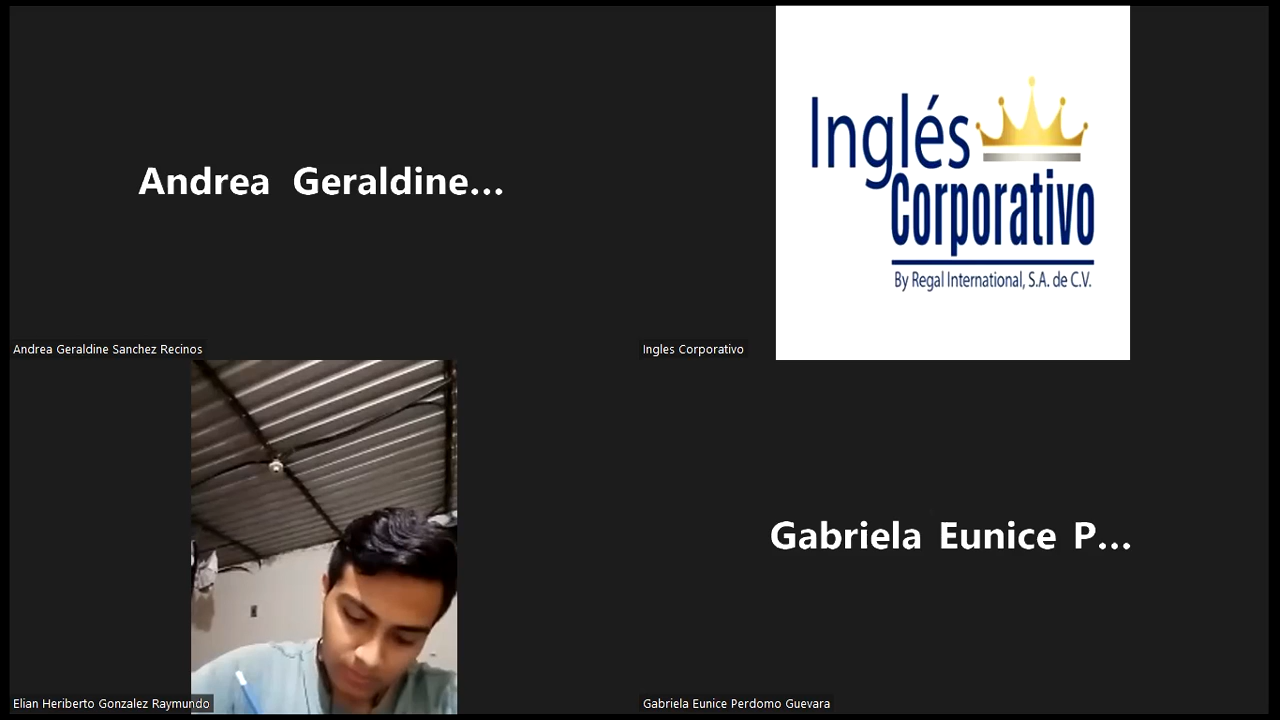 Andrea Geraldine...
Inglés
Corporativo
By Regal International, S.A. de C.V.
Andrea Geraldine Sanchez Recinos
Ingles Corporativo
Gabriela Eunice P...
Elian Heriberto Gonzalez Raymundo
Gabriela Eunice Perdomo Guevara